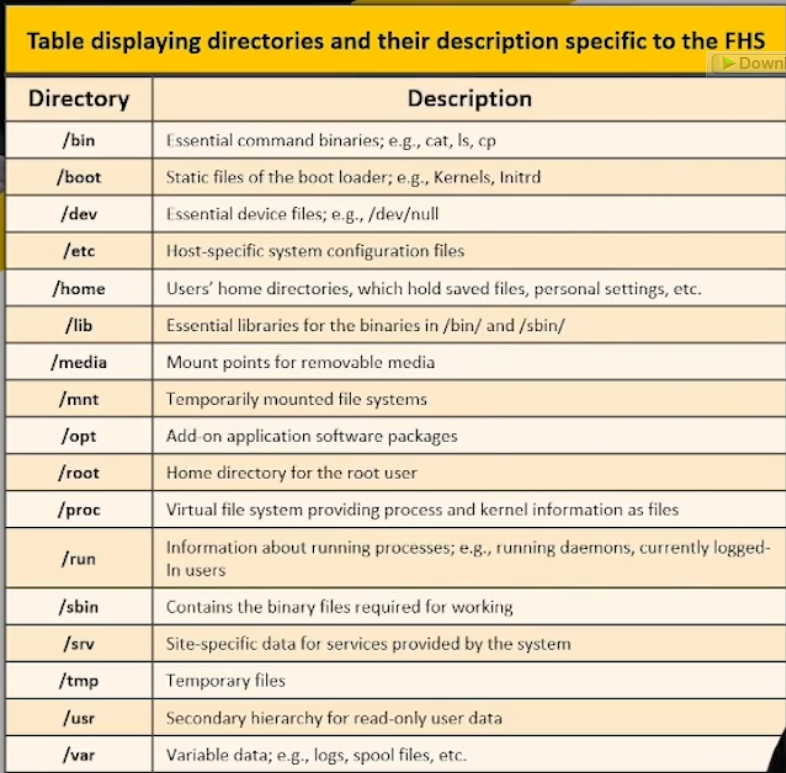 Table displaying directories and their description specific to the FHS
Directory Description
/bin Essential command binaries; e.g., cat, ls, cp
/boot Static files of the boot loader; e.g., Kernels, Initrd
/dev Essential device files; e.g., /dev/null
/etc Host-specific system configuration files
/home Users’ home directories, which hold saved files, personal settings, etc.
/lib Essential libraries for the binaries in /bin/ and /sbin/
/media Mount points for removable media
/mnt Temporarily mounted file systems
/opt Add-on application software packages
/root Home directory for the root user
/proc Virtual file system providing process and kernel information as files
/run Information about running processes; e.g., running daemons, currently logged-
In users
/sbin Contains the binary files required for working
/srv Site-specific data for services provided by the system
/tmp Temporary files
/usr Secondary hierarchy for read-only user data
/var Variable data; e.g., logs, spool files, etc.